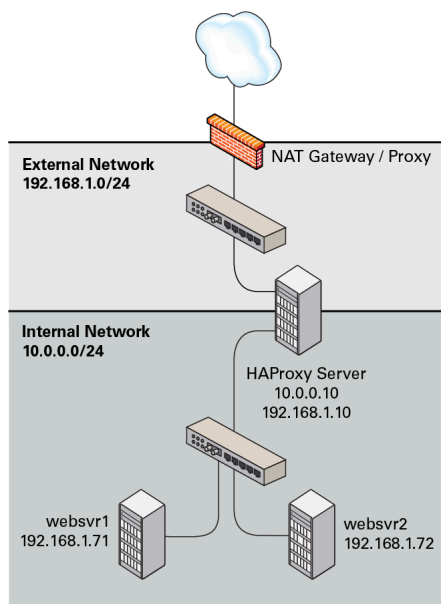 NAT Gateway / Proxy
External Network
192.168.1.0/24
Internal Network
10.0.0.0/24
HAProxy Server
10.0.0.10
192.168.1.10
websvr1
192.168.1.71
websvr2
192.168.1.72